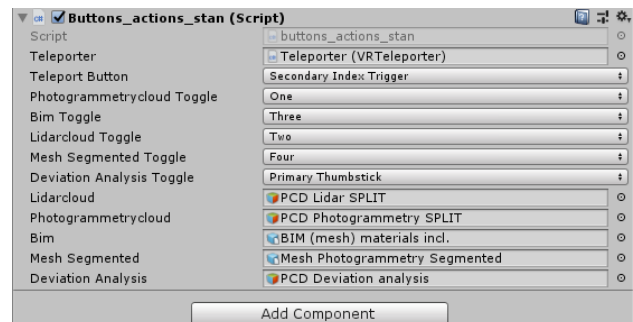 Buttons_actions_stan (Script)
Script buttons_actions_stan
Teleporter Teleporter (VRTeleporter)
Teleport Button Secondary Index Trigger
Photogrammetrycloud Toggle One
Bim Toggle Three
Lidarcloud Toggle Two
Mesh Segmented Toggle Four
Deviation Analysis Toggle Primary Thumbstick
Lidarcloud PCD Lidar SPLIT
Photogrammetrycloud PCD Photogrammetry SPLIT
Bim BIM (mesh) materials incl.
Mesh Segmented Mesh Photogrammetry Segmented
Deviation Analysis PCD Deviation analysis
Add Component